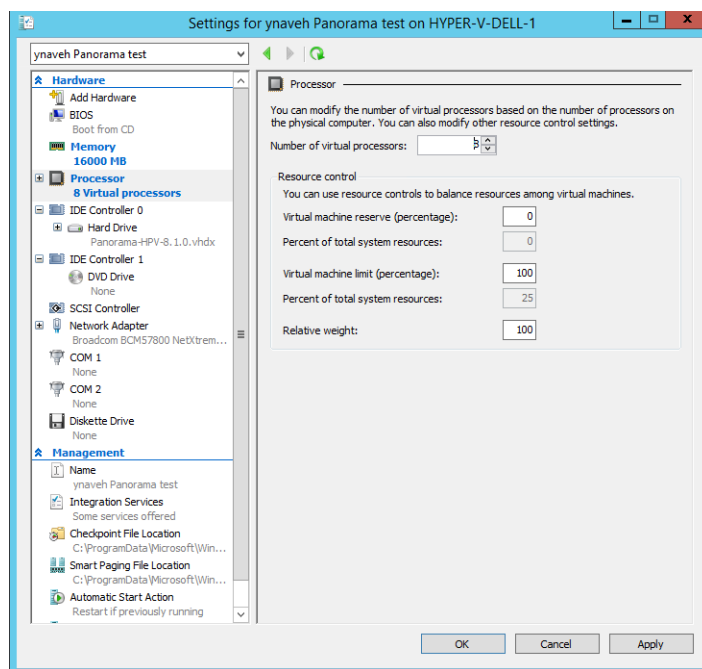 Settings for ynaveh Panorama test on HYPER-V-DELL-1
ynaveh Panorama test
Hardware
Add Hardware
BIOS
Boot from CD
Memory
16000 MB
Processor
8 Virtual processors
IDE Controller 0
Hard Drive
Panorama-HPV-8.1.0.vhdx
IDE Controller 1
DVD Drive
None
SCSI Controller
Network Adapter
Broadcom BCM57800 NetXtrem...
COM 1
None
COM 2
None
Diskette Drive
None
Management
Name
ynaveh Panorama test
Integration Services
Some services offered
Checkpoint File Location
C:\ProgramData\Microsoft\Win...
Smart Paging File Location
C:\ProgramData\Microsoft\Win...
Automatic Start Action
Restart if previously running
Processor
You can modify the number of virtual processors based on the number of processors on
the physical computer. You can also modify other resource control settings.
Number of virtual processors:
Resource control
You can use resource controls to balance resources among virtual machines.
Virtual machine reserve (percentage): 0
Percent of total system resources: 0
Virtual machine limit (percentage): 100
Percent of total system resources: 25
Relative weight: 100
OK Cancel Apply